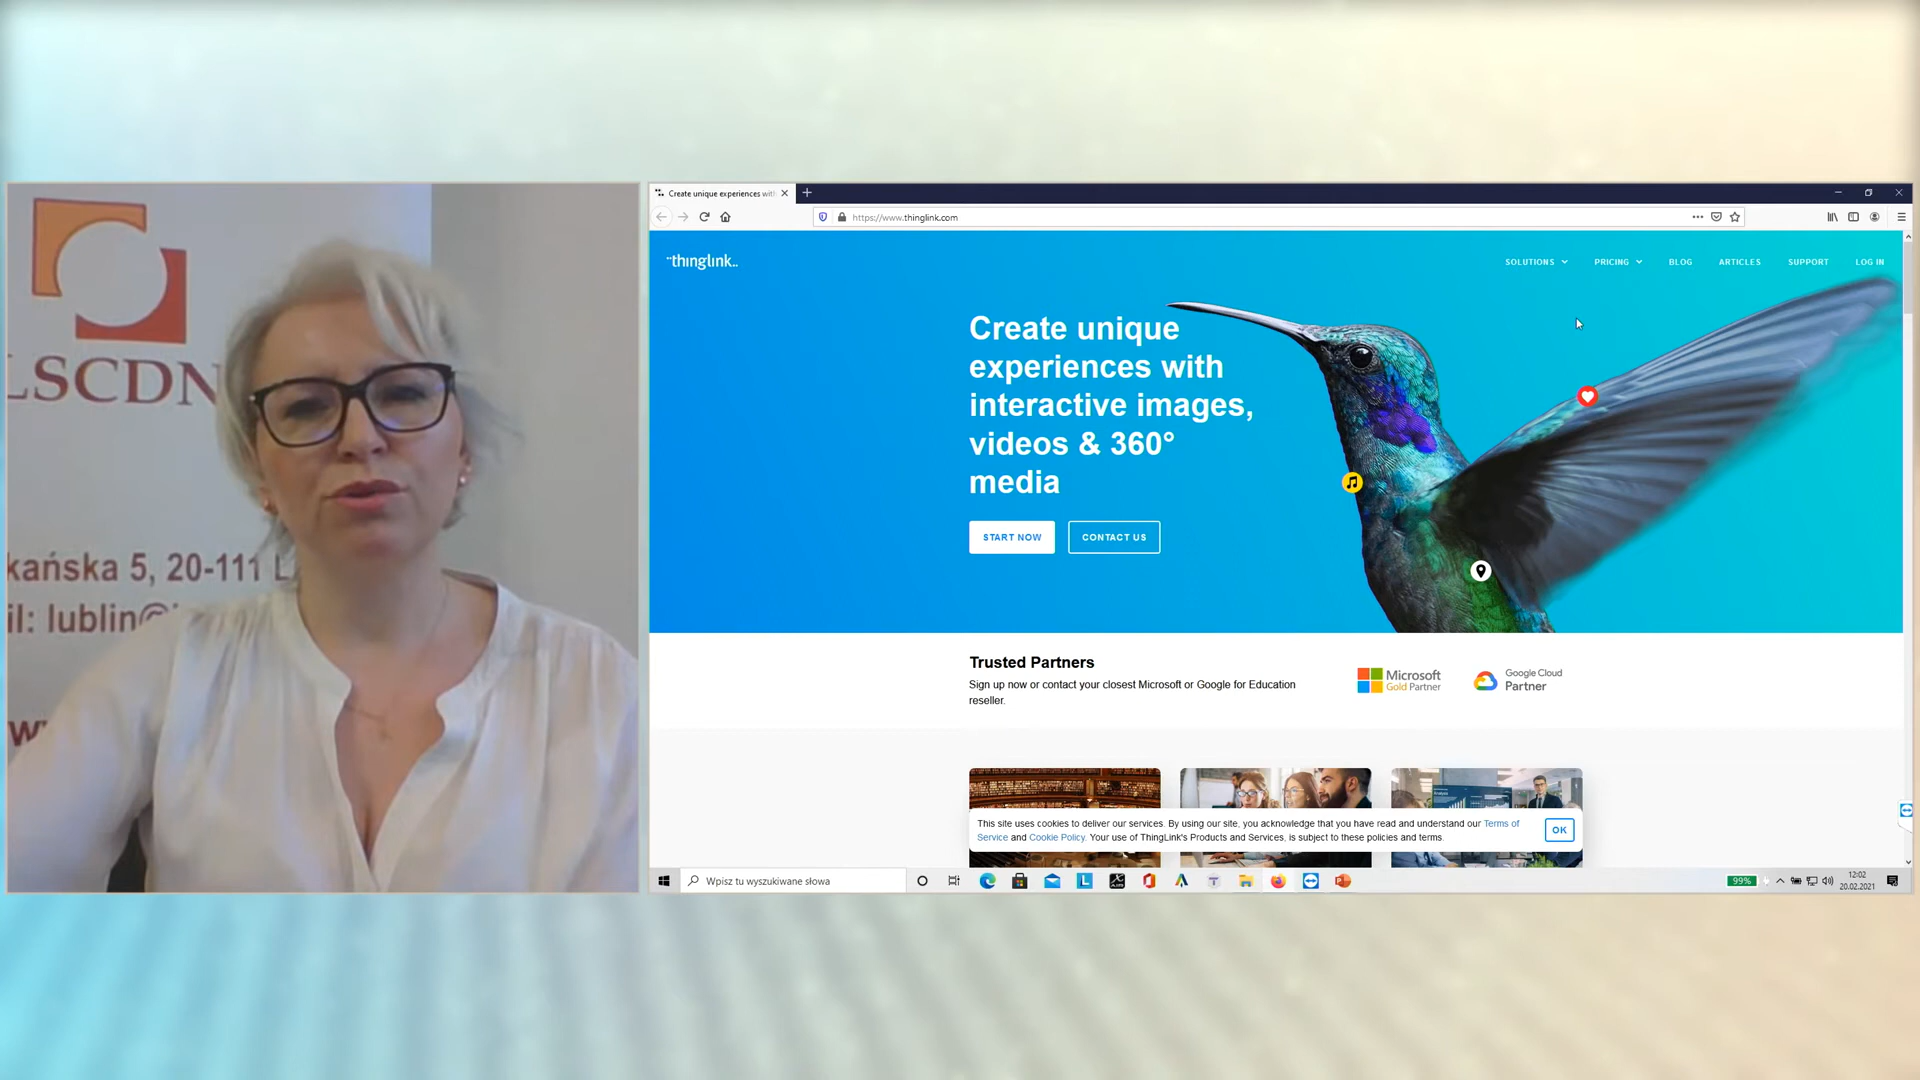 LSCDN
kańska 5, 20-111 L
il: lublin@
w
Create unique experiences with
https://www.thinglink.com
thinglink..
SOLUTIONS
PRICING
BLOG
ARTICLES
SUPPORT
LOG IN
Create unique
experiences with
interactive images,
videos & 360°
media
START NOW
CONTACT US
Trusted Partners
Sign up now or contact your closest Microsoft or Google for Education
reseller.
Microsoft
Gold Partner
Google Cloud
Partner
This site uses cookies to deliver our services. By using our site, you acknowledge that you have read and understand our Terms of
Service and Cookie Policy. Your use of ThingLink's Products and Services, is subject to these policies and terms.
OK
Wpisz tu wyszukiwane słowa
99%
12:02
20.02.2021